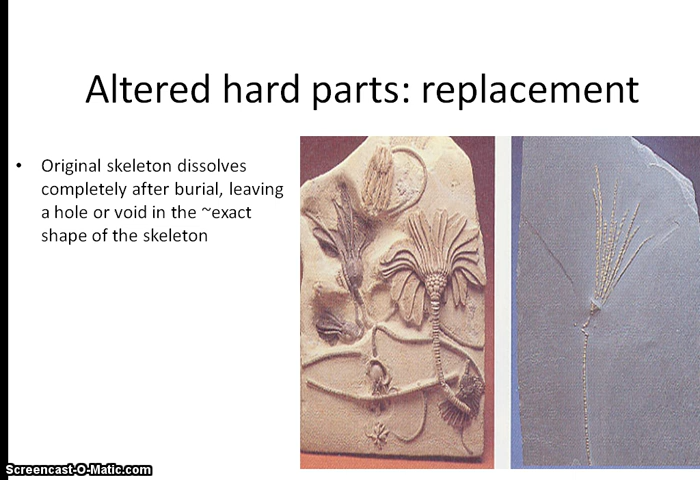 Altered hard parts: replacement
• Original skeleton dissolves
completely after burial, leaving
a hole or void in the ~exact
shape of the skeleton
Screencast-O-Matic.com